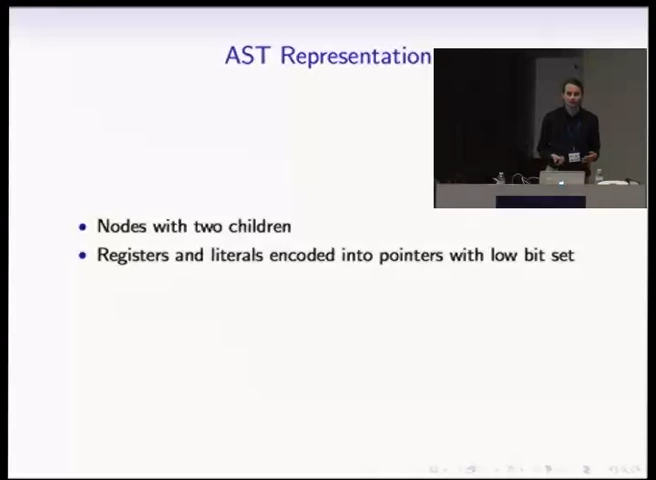 AST Representation
Nodes with two children
Registers and literals encoded into pointers with low bit set